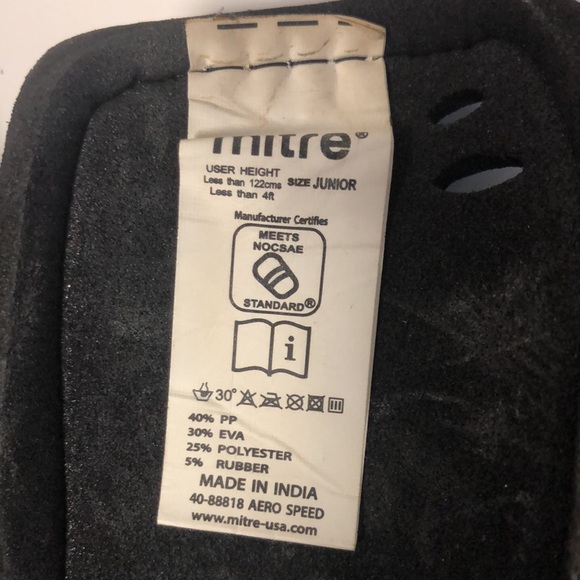 mitre®
USER HEIGHT
Less than 122cms SIZE JUNIOR
Less than 4ft
Manufacturer Certifies
MEETS
NOCSAE
STANDARD®
i
30°
40% PP
30% EVA
25% POLYESTER
5% RUBBER
MADE IN INDIA
40-88818 AERO SPEED
www.mitre-usa.com